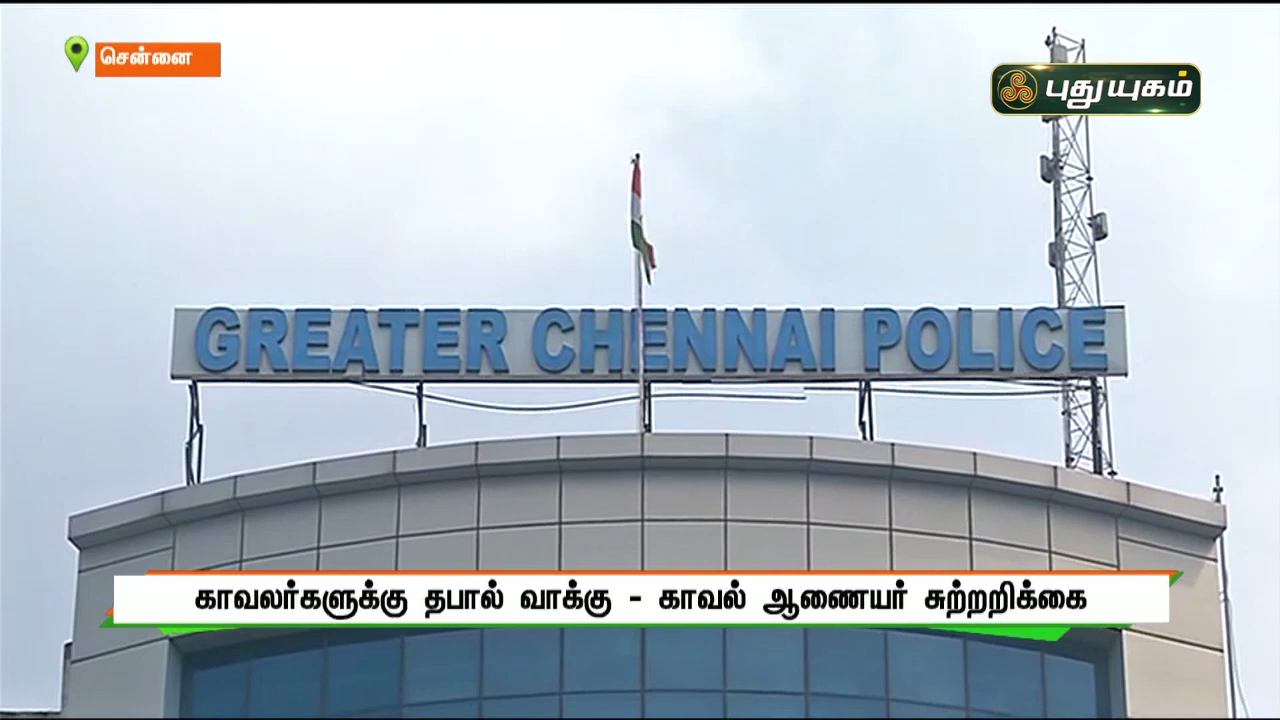 சென்னை
புதுயுகம்
GREATER CHENNAI POLICE
காவலர்களுக்கு தபால் வாக்கு - காவல் ஆணையர் சுற்றறிக்கை